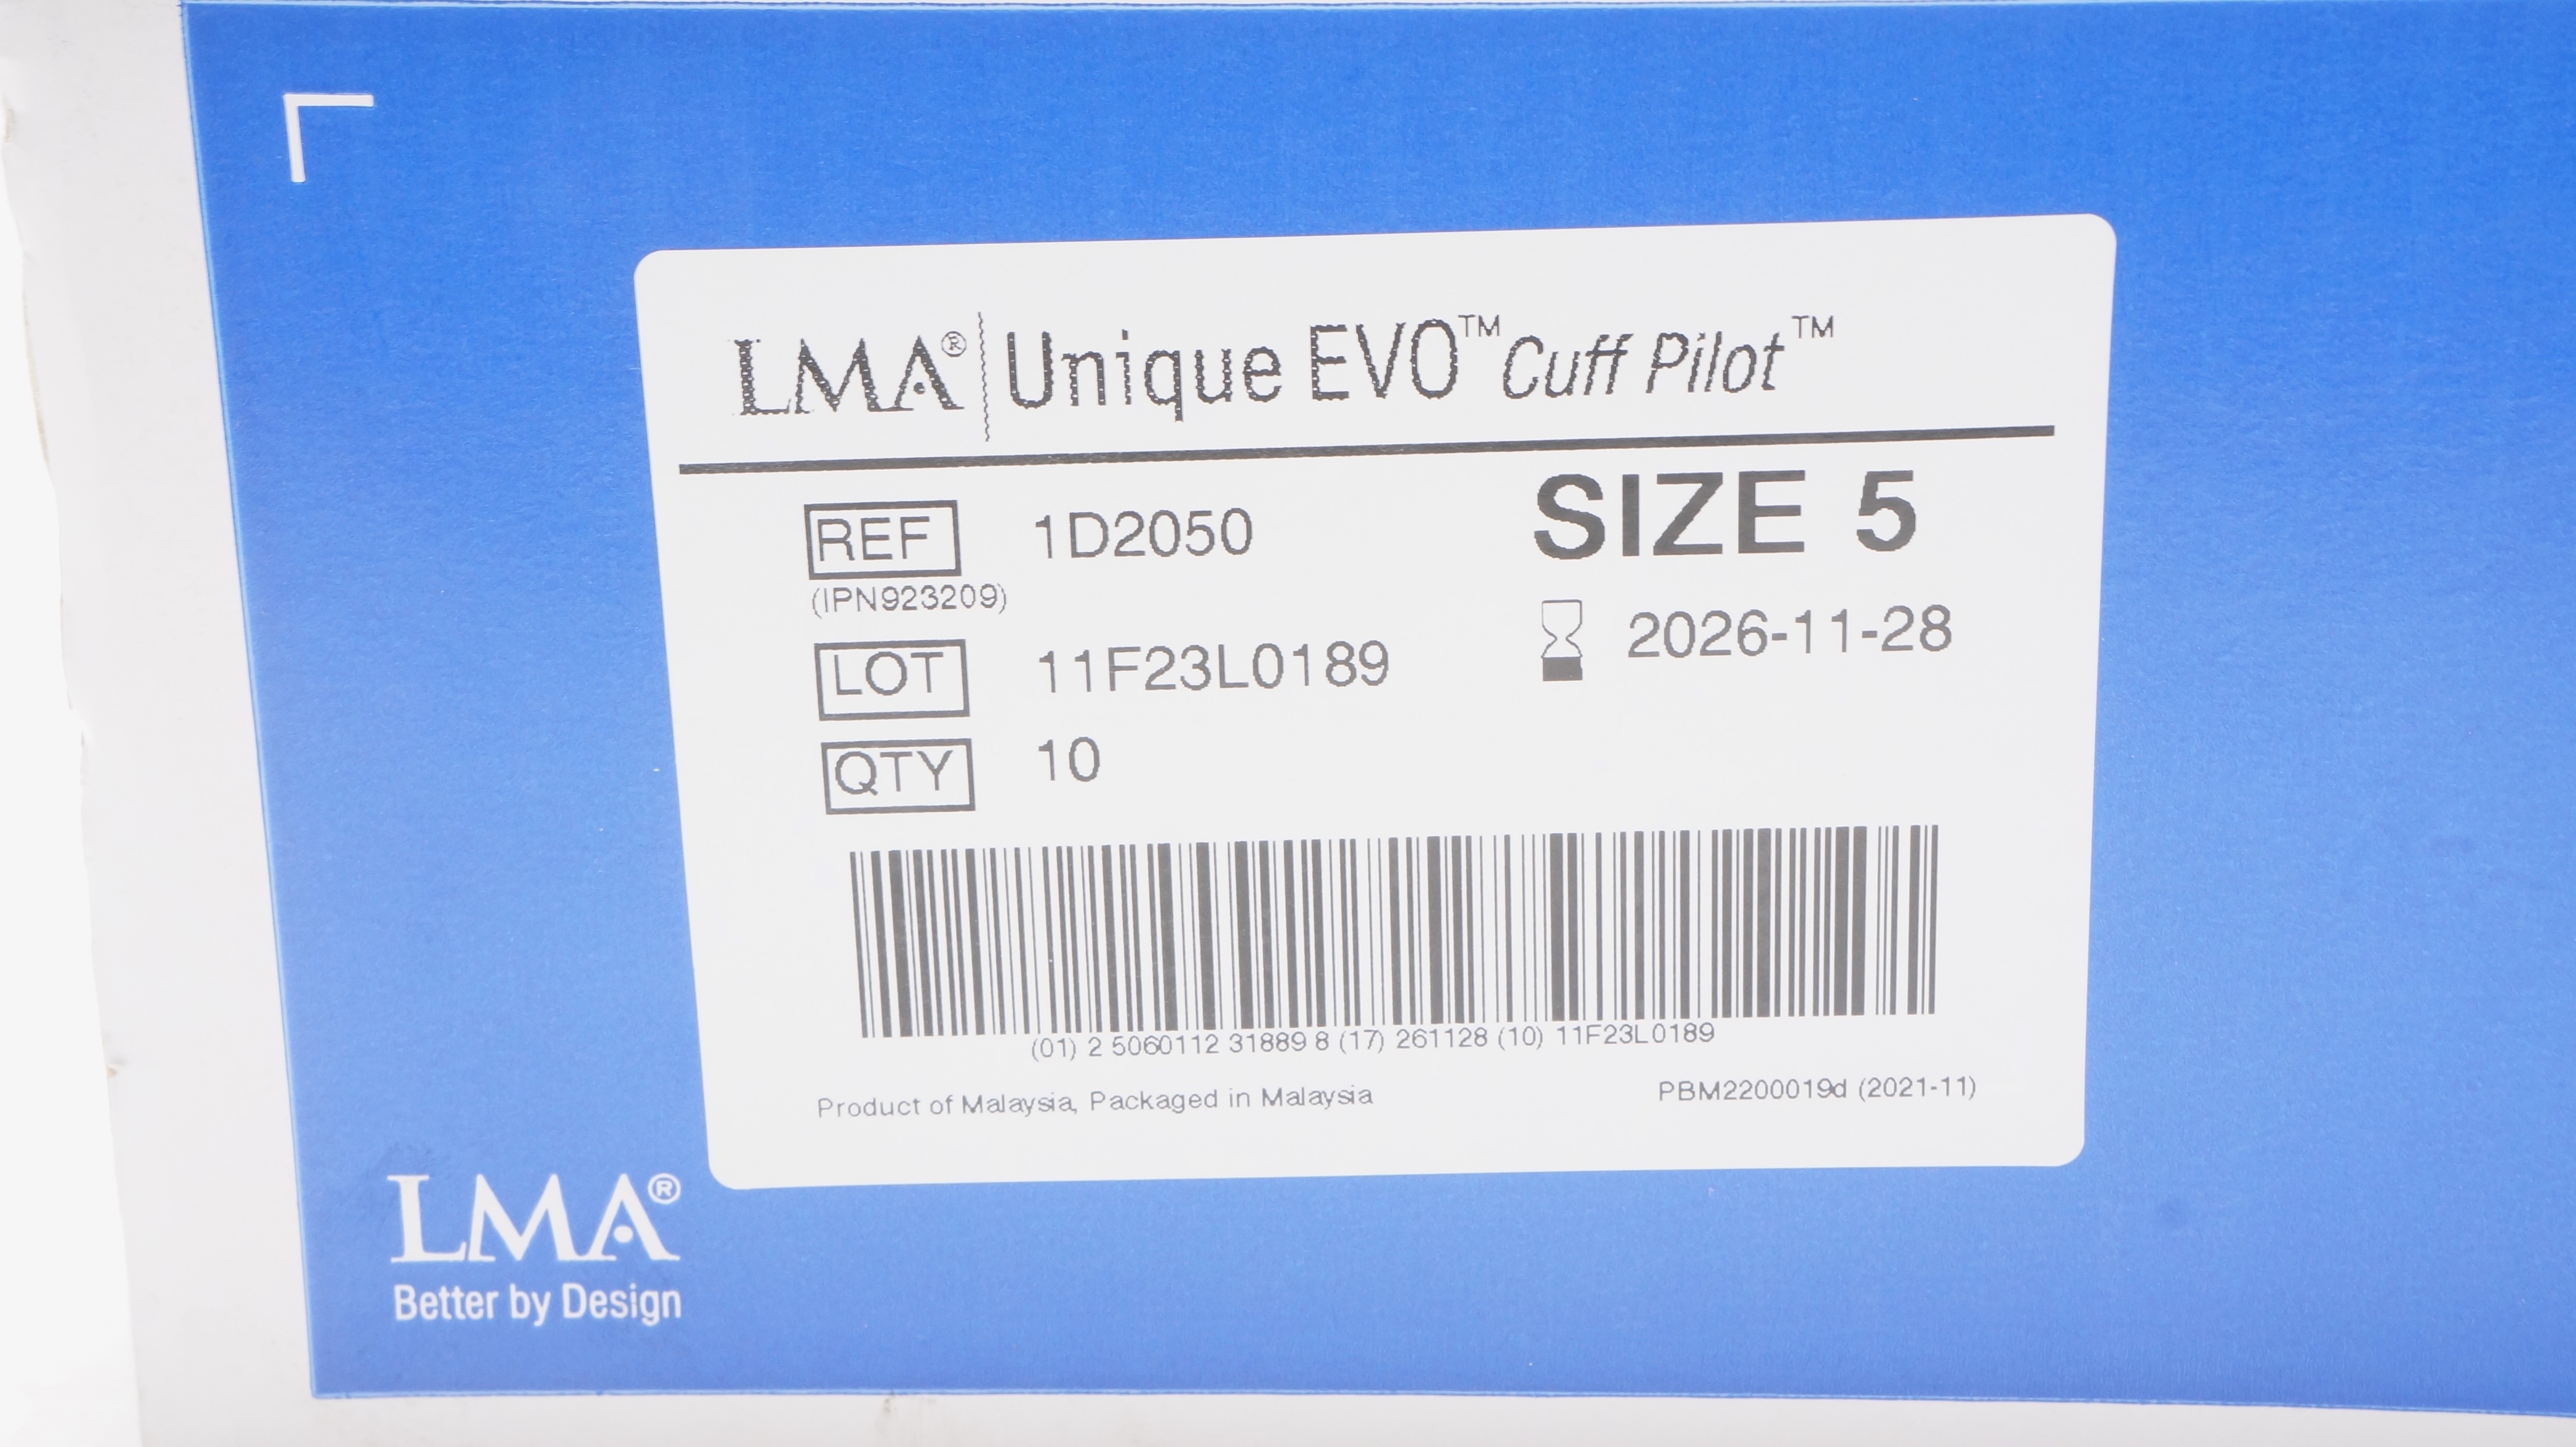 LMA® Unique EVO™ Cuff Pilot™
REF 1D2050 SIZE 5
(IPN923209)
LOT 11F23L0189 2026-11-28
QTY 10
(01) 2 5060112 31889 8 (17) 261128 (10) 11F23L0189
Product of Malaysia, Packaged in Malaysia PBM2200019d (2021-11)
LMA®
Better by Design